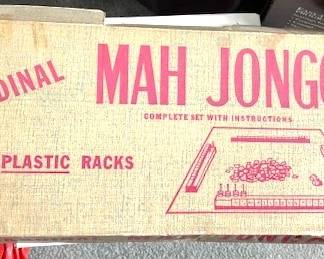 DINAL
MAH JONGG
COMPLETE SET WITH INSTRUCTIONS
PLASTIC RACKS